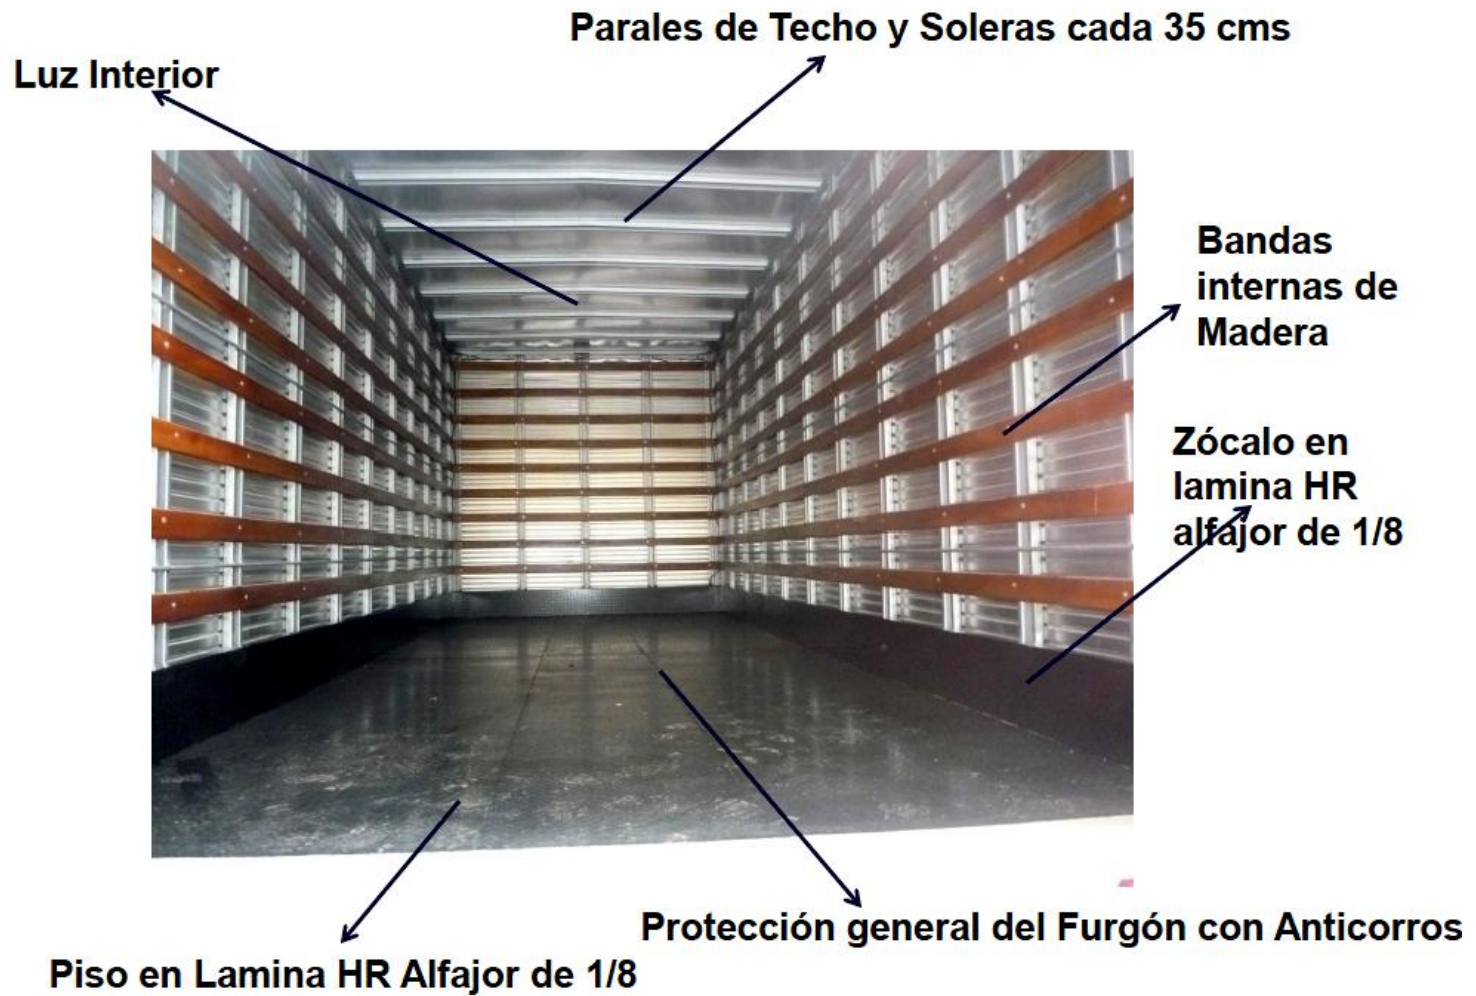 Parales de Techo y Soleras cada 35 cms
Luz Interior
Bandas
internas de
Madera
Zócalo en
lamina HR
alfajor de 1/8
Protección general del Furgón con Anticorros
Piso en Lamina HR Alfajor de 1/8